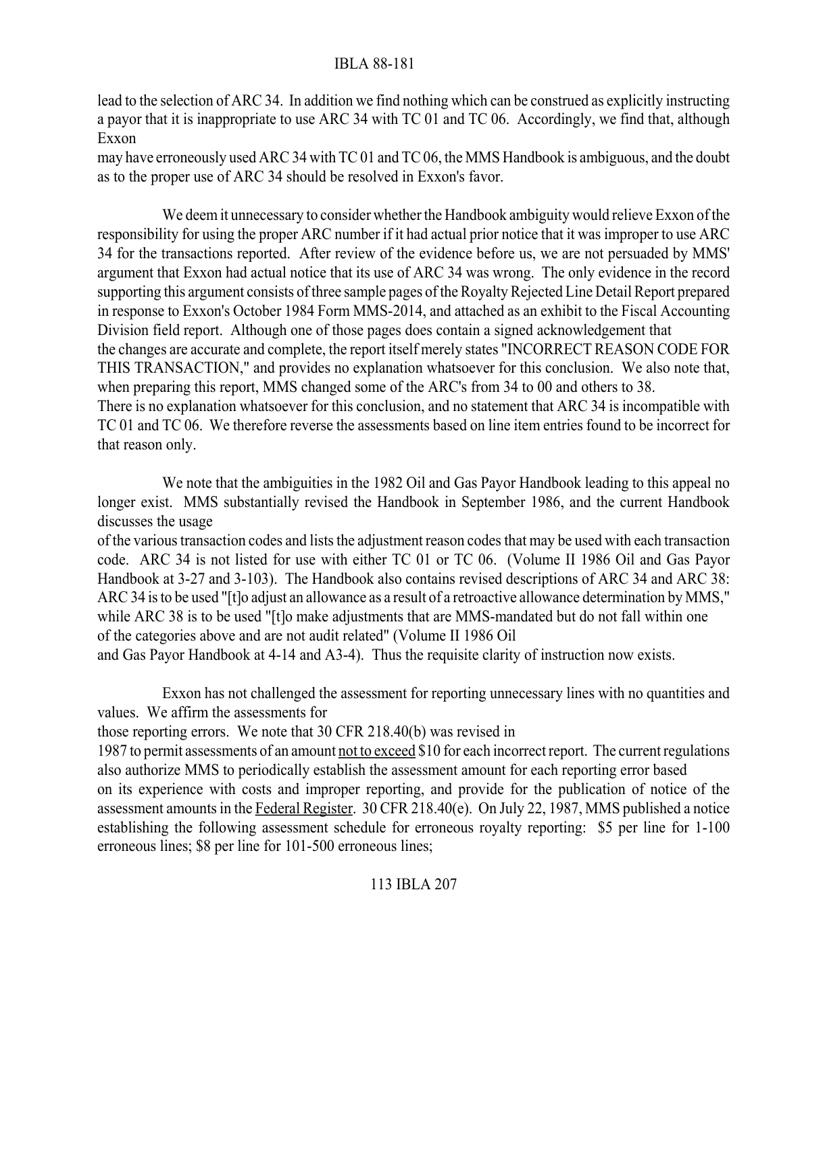 IBLA 88-181
lead to the selection of ARC 34.  In addition we find nothing which can be construed as explicitly instructing
a payor that it is inappropriate to use ARC 34 with TC 01 and TC 06.  Accordingly, we find that, although
Exxon
may have erroneously used ARC 34 with TC 01 and TC 06, the MMS Handbook is ambiguous, and the doubt
as to the proper use of ARC 34 should be resolved in Exxon's favor.
We deem it unnecessary to consider whether the Handbook ambiguity would relieve Exxon of the
responsibility for using the proper ARC number if it had actual prior notice that it was improper to use ARC
34 for the transactions reported.  After review of the evidence before us, we are not persuaded by MMS'
argument that Exxon had actual notice that its use of ARC 34 was wrong.  The only evidence in the record
supporting this argument consists of three sample pages of the Royalty Rejected Line Detail Report prepared
in response to Exxon's October 1984 Form MMS-2014, and attached as an exhibit to the Fiscal Accounting
Division field report.  Although one of those pages does contain a signed acknowledgement that
the changes are accurate and complete, the report itself merely states "INCORRECT REASON CODE FOR
THIS TRANSACTION," and provides no explanation whatsoever for this conclusion.  We also note that,
when preparing this report, MMS changed some of the ARC's from 34 to 00 and others to 38.
There is no explanation whatsoever for this conclusion, and no statement that ARC 34 is incompatible with
TC 01 and TC 06.  We therefore reverse the assessments based on line item entries found to be incorrect for
that reason only.
We note that the ambiguities in the 1982 Oil and Gas Payor Handbook leading to this appeal no
longer exist.  MMS substantially revised the Handbook in September 1986, and the current Handbook
discusses the usage
of the various transaction codes and lists the adjustment reason codes that may be used with each transaction
code.  ARC 34 is not listed for use with either TC 01 or TC 06.  (Volume II 1986 Oil and Gas Payor
Handbook at 3-27 and 3-103).  The Handbook also contains revised descriptions of ARC 34 and ARC 38:
ARC 34 is to be used "[t]o adjust an allowance as a result of a retroactive allowance determination by MMS,"
while ARC 38 is to be used "[t]o make adjustments that are MMS-mandated but do not fall within one
of the categories above and are not audit related" (Volume II 1986 Oil
and Gas Payor Handbook at 4-14 and A3-4).  Thus the requisite clarity of instruction now exists.
Exxon has not challenged the assessment for reporting unnecessary lines with no quantities and
values.  We affirm the assessments for
those reporting errors.  We note that 30 CFR 218.40(b) was revised in
1987 to permit assessments of an amount not to exceed $10 for each incorrect report.  The current regulations
also authorize MMS to periodically establish the assessment amount for each reporting error based
on its experience with costs and improper reporting, and provide for the publication of notice of the
assessment amounts in the Federal Register.  30 CFR 218.40(e).  On July 22, 1987, MMS published a notice
establishing the following assessment schedule for erroneous royalty reporting:  $5 per line for 1-100
erroneous lines; $8 per line for 101-500 erroneous lines;
113 IBLA 207